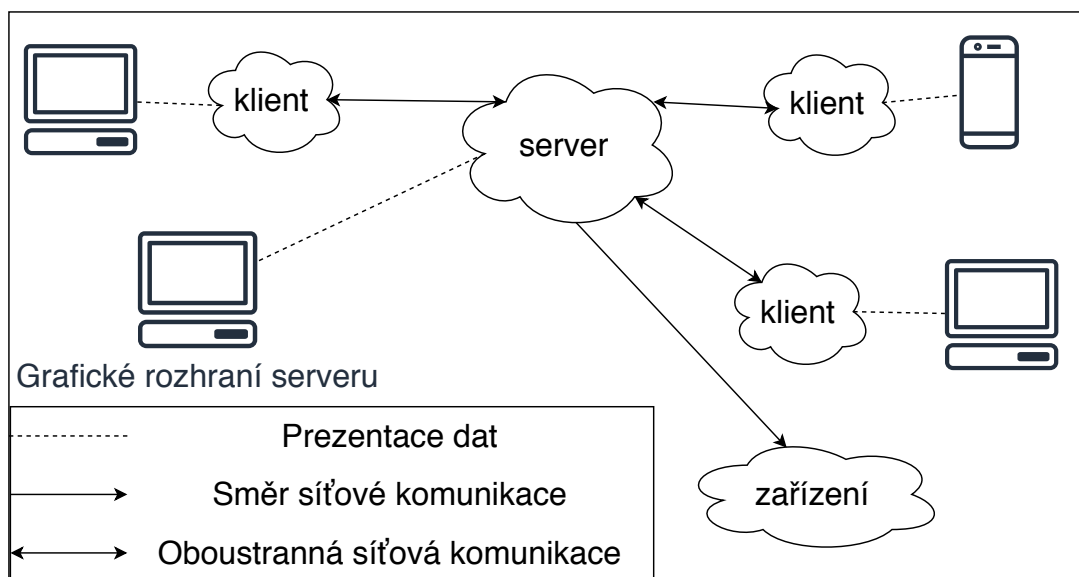 klient
server
klient
klient
Grafické rozhraní serveru
Prezentace dat
Směr síťové komunikace
zařízení
Oboustranná síťová komunikace